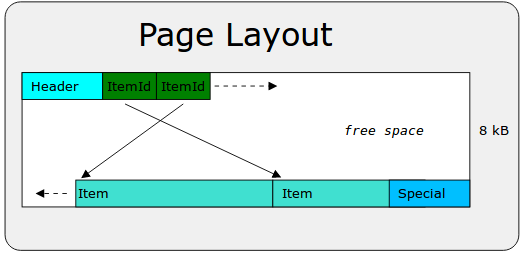 Page Layout
Header ItemId ItemId
free space
8 kB
Item Item Special